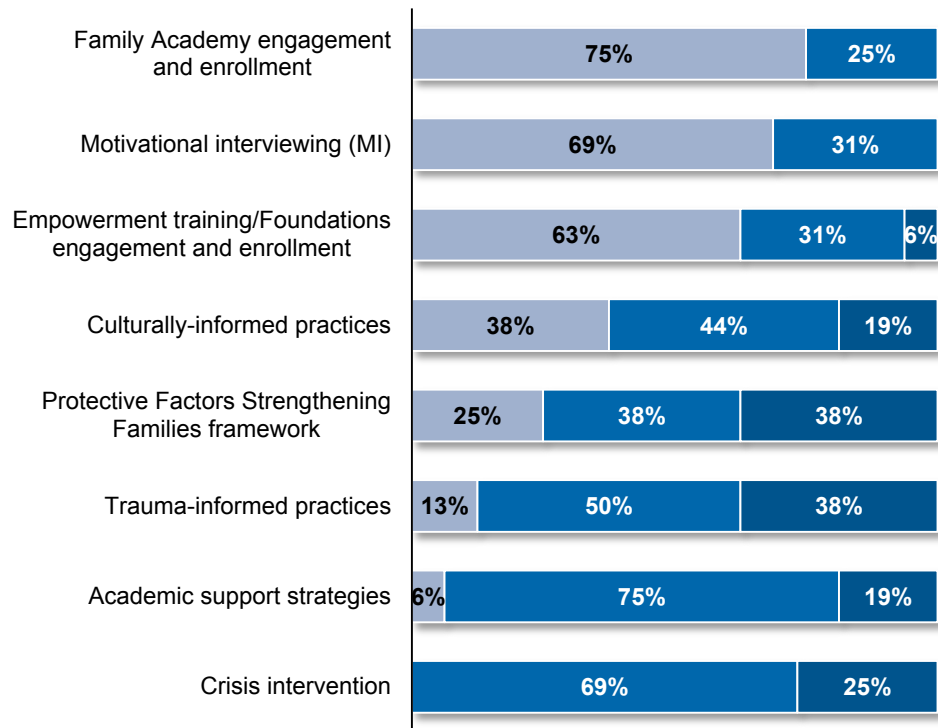 Family Academy engagement
and enrollment
75% 25%
Motivational interviewing (MI)
69% 31%
Empowerment training/Foundations
engagement and enrollment
63% 31% 6%
Culturally-informed practices
38% 44% 19%
Protective Factors Strengthening
Families framework
25% 38% 38%
Trauma-informed practices
13% 50% 38%
Academic support strategies
6% 75% 19%
Crisis intervention
69% 25%